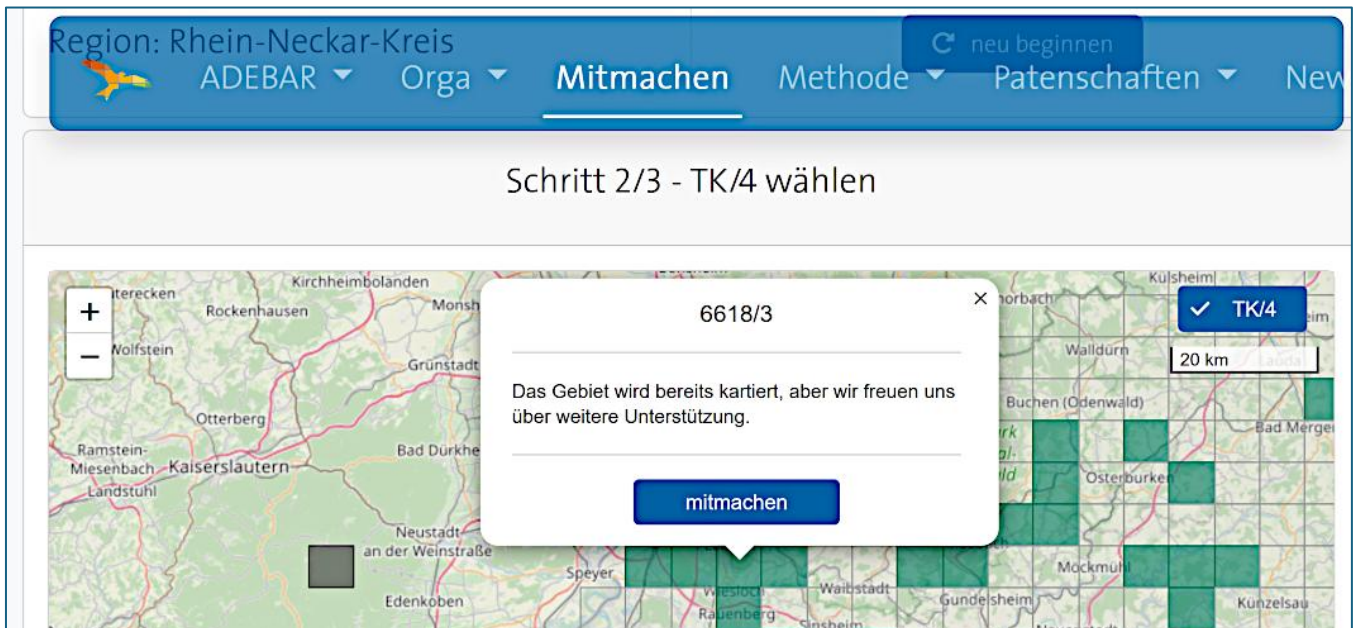 Region: Rhein-Neckar-Kreis
neu beginnen
ADEBAR
Orga
Mitmachen
Methode
Patenschaften
New
Schritt 2/3 - TK/4 wählen
+
−
6618/3
×
Das Gebiet wird bereits kartiert, aber wir freuen uns
über weitere Unterstützung.
mitmachen
TK/4
20 km
Kirchheimbolanden
Rockenhausen
Monsh
Wolfstein
Grünstadt
Otterberg
Bad Dürkhe
Ramstein-
Miesenbach
Kaiserslautern
Landstuhl
Neustadt
an der Weinstraße
Speyer
Edenkoben
Külsheim
Walldürn
Buchen (Odenwald)
Bad Merge
Osterburken
Möckmühl
Waibstadt
Gundelsheim
Künzelsau
Wiesloch
Rauenberg
Sinsheim